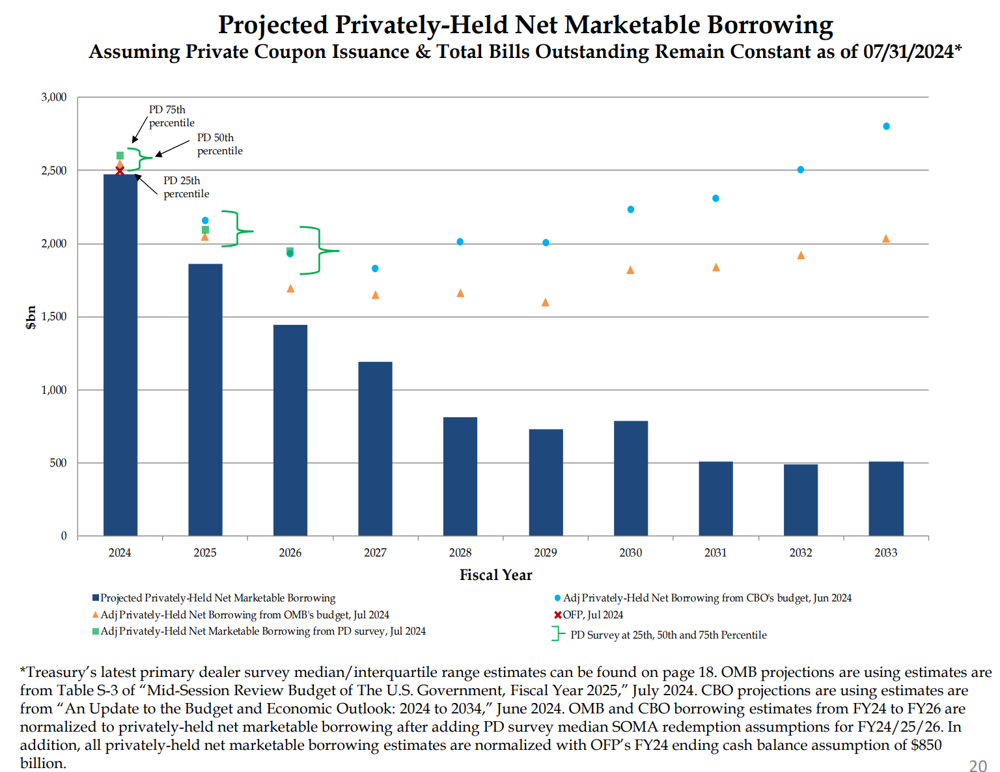 Projected Privately-Held Net Marketable Borrowing
Assuming Private Coupon Issuance & Total Bills Outstanding Remain Constant as of 07/31/2024*
3,000
2,500
2,000
1,500
1,000
500
0
$bn
PD 75th
percentile
PD 50th
percentile
PD 25th
percentile
2024
2025
2026
2027
2028
2029
2030
2031
2032
2033
Fiscal Year
Projected Privately-Held Net Marketable Borrowing
Adj Privately-Held Net Borrowing from CBO's budget, Jun 2024
Adj Privately-Held Net Borrowing from OMB's budget, Jul 2024
OFP, Jul 2024
Adj Privately-Held Net Marketable Borrowing from PD survey, Jul 2024
PD Survey at 25th, 50th and 75th Percentile
*Treasury’s latest primary dealer survey median/interquartile range estimates can be found on page 18. OMB projections are using estimates are
from Table S-3 of “Mid-Session Review Budget of The U.S. Government, Fiscal Year 2025,” July 2024. CBO projections are using estimates are
from “An Update to the Budget and Economic Outlook: 2024 to 2034,” June 2024. OMB and CBO borrowing estimates from FY24 to FY26 are
normalized to privately-held net marketable borrowing after adding PD survey median SOMA redemption assumptions for FY24/25/26. In
addition, all privately-held net marketable borrowing estimates are normalized with OFP’s FY24 ending cash balance assumption of $850
billion.
20